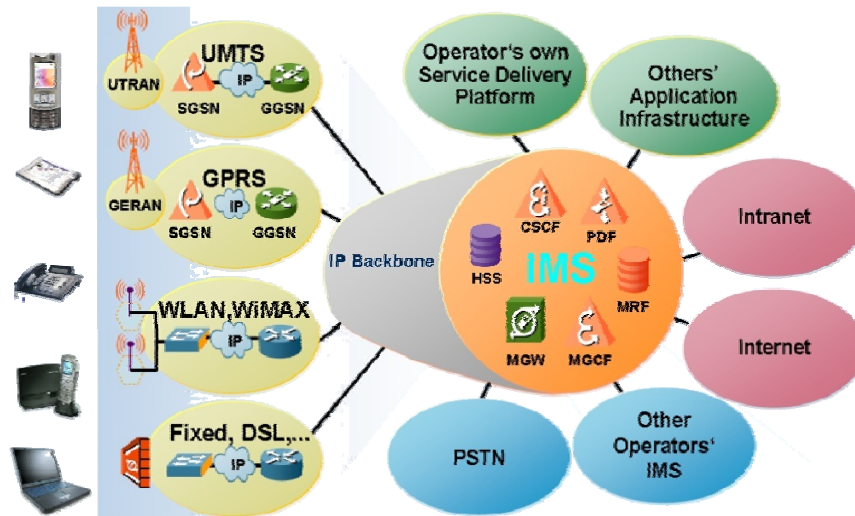 UMTS
UTRAN
IP
SGSN
GGSN
GPRS
GERAN
IP
SGSN
GGSN
WLAN,WiMAX
IP
Fixed, DSL,...
IP
IP Backbone
IMS
CSCF
PDF
HSS
MRF
MGW
MGCF
Operator's own
Service Delivery
Platform
Others'
Application
Infrastructure
Intranet
Internet
Other
Operators'
IMS
PSTN